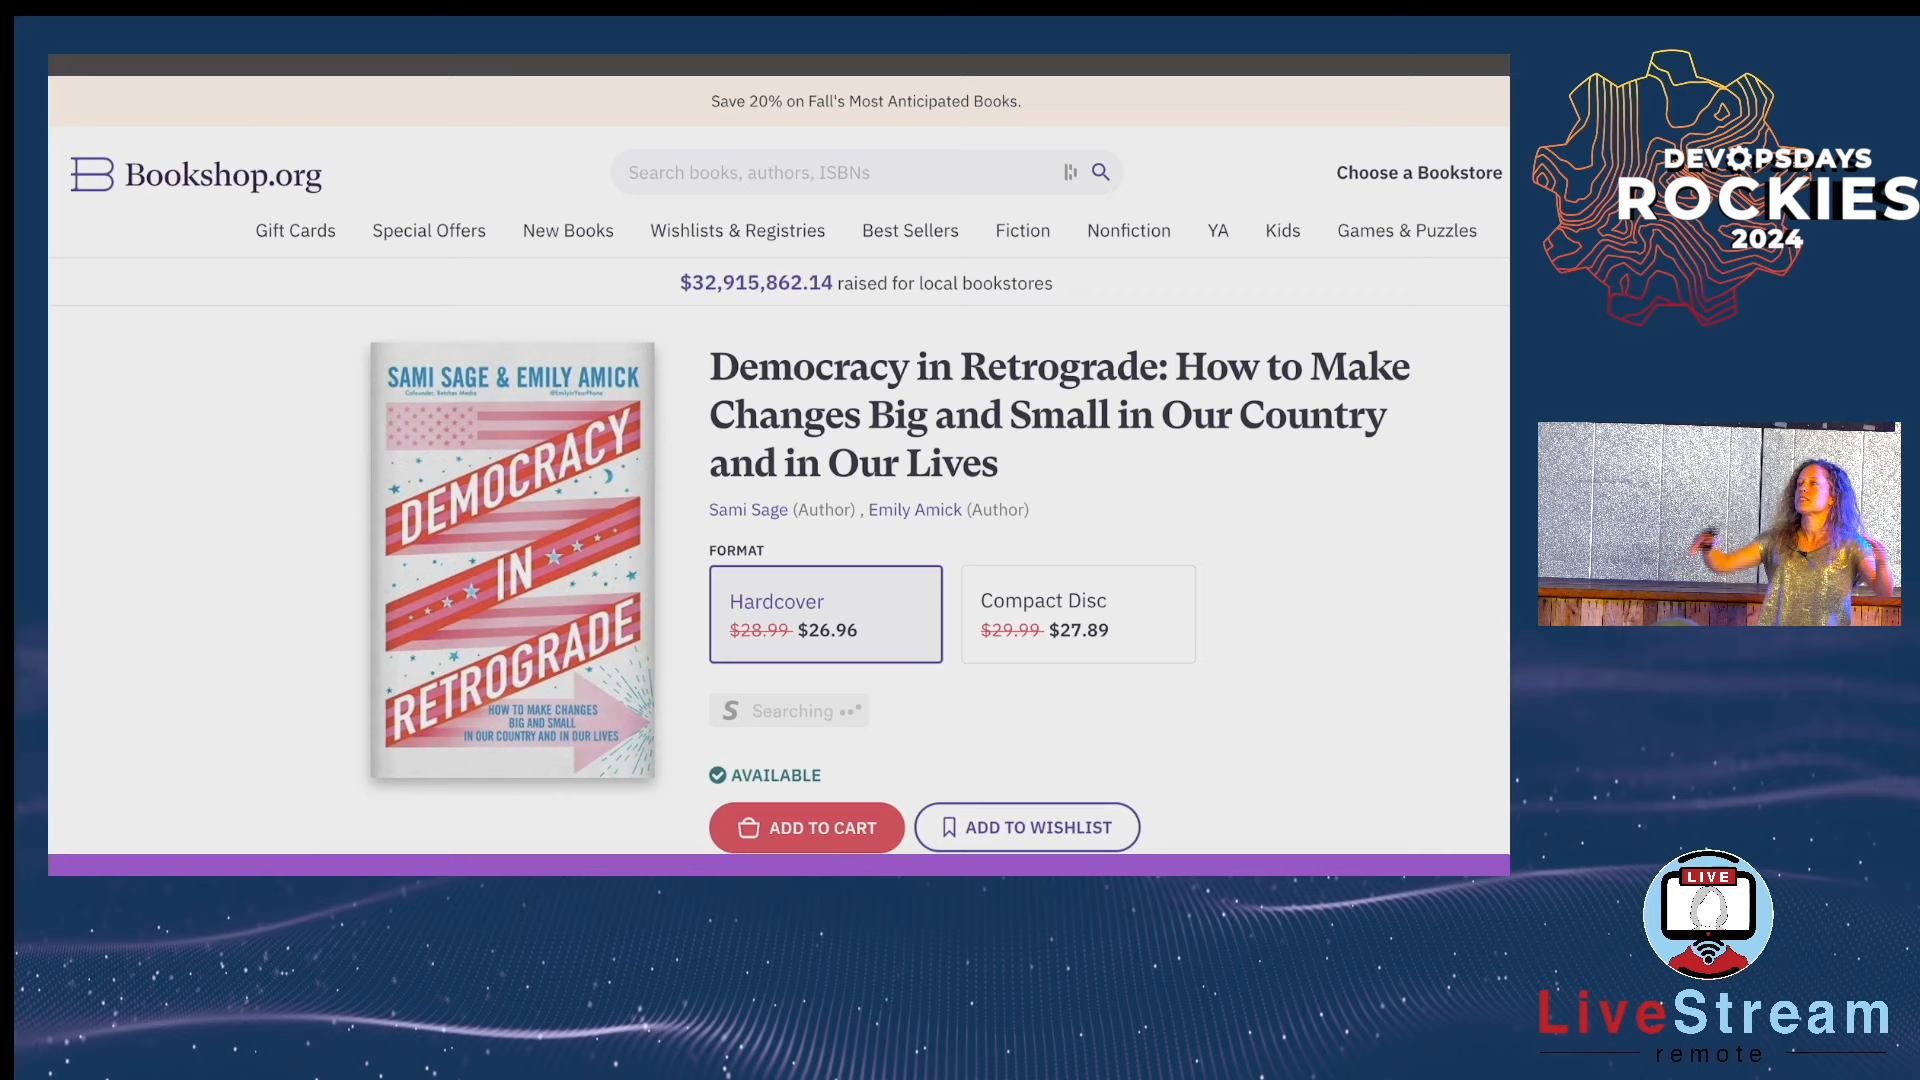 Save 20% on Fall's Most Anticipated Books.
Bookshop.org
Search books, authors, ISBNs
Choose a Bookstore
Gift Cards
Special Offers
New Books
Wishlists & Registries
Best Sellers
Fiction
Nonfiction
YA
Kids
Games & Puzzles
$32,915,862.14 raised for local bookstores
SAMI SAGE & EMILY AMICK
Cofounder, Betches Media
@EmilyInYourPhone
DEMOCRACY
IN
RETROGRADE
HOW TO MAKE CHANGES
BIG AND SMALL
IN OUR COUNTRY AND IN OUR LIVES
Democracy in Retrograde: How to Make
Changes Big and Small in Our Country
and in Our Lives
Sami Sage (Author) , Emily Amick (Author)
FORMAT
Hardcover
$28.99 $26.96
Compact Disc
$29.99 $27.89
S Searching
AVAILABLE
ADD TO CART
ADD TO WISHLIST
DEVOPSDAYS
ROCKIES
2024
LIVE
LiveStream
remote